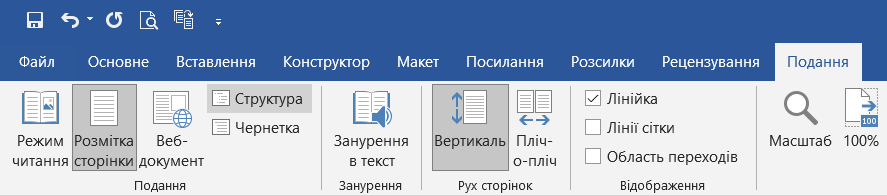 Файл Основне Вставлення Конструктор Макет Посилання Розсилки Рецензування Подання
Режим читання
Розмітка сторінки
Веб-документ
Структура
Чернетка
Подання
Занурення в текст
Занурення
Вертикаль
Пліч-о-пліч
Рух сторінок
Лінійка
Лінії сітки
Область переходів
Відображення
Масштаб
100
100%